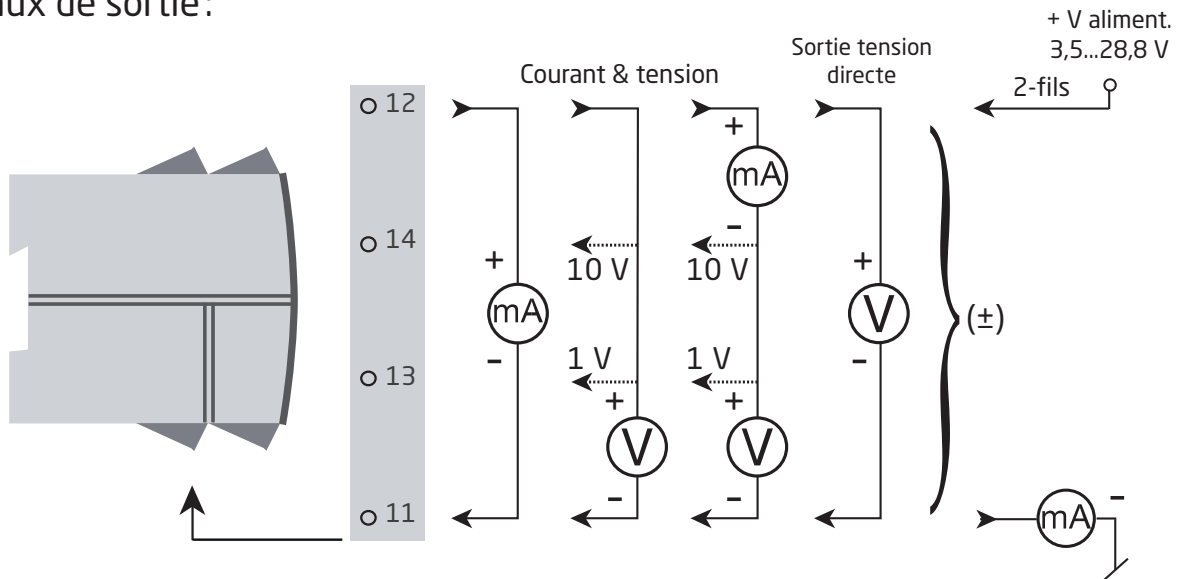 ux de sortie:
+ V aliment.
3,5...28,8 V
2-fils
Courant & tension
Sortie tension
directe
12
14
13
11
+
mA
-
10 V
1 V
+
V
-
+
mA
-
10 V
1 V
+
V
-
+
V
-
(±)
mA
-